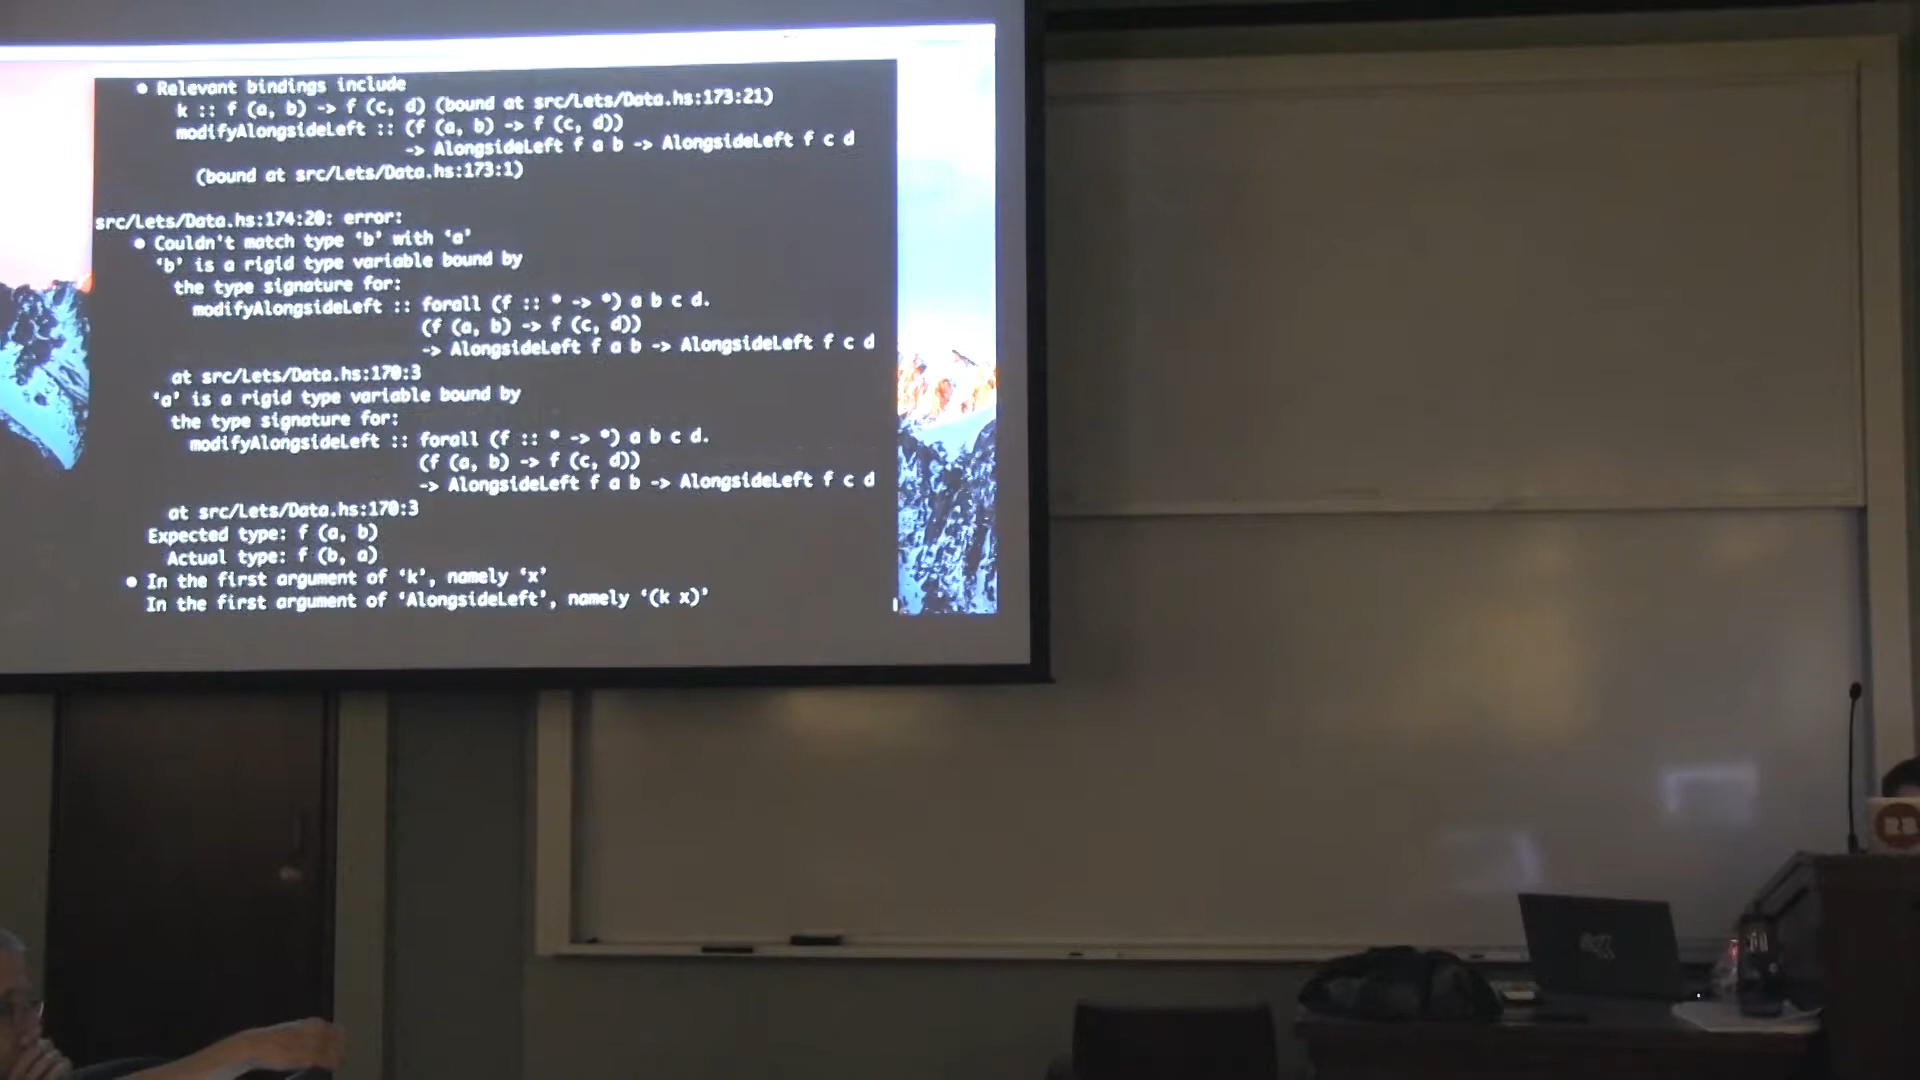 • Relevant bindings include
k :: f (a, b) -> f (c, d) (bound at src/Lets/Data.hs:173:21)
modifyAlongsideLeft :: (f (a, b) -> f (c, d))
-> AlongsideLeft f a b -> AlongsideLeft f c d
(bound at src/Lets/Data.hs:173:1)
src/Lets/Data.hs:174:20: error:
• Couldn't match type ‘b’ with ‘a’
‘b’ is a rigid type variable bound by
the type signature for:
modifyAlongsideLeft :: forall (f :: * -> *) a b c d.
(f (a, b) -> f (c, d))
-> AlongsideLeft f a b -> AlongsideLeft f c d
at src/Lets/Data.hs:170:3
‘a’ is a rigid type variable bound by
the type signature for:
modifyAlongsideLeft :: forall (f :: * -> *) a b c d.
(f (a, b) -> f (c, d))
-> AlongsideLeft f a b -> AlongsideLeft f c d
at src/Lets/Data.hs:170:3
Expected type: f (a, b)
Actual type: f (b, a)
• In the first argument of ‘k’, namely ‘x’
In the first argument of ‘AlongsideLeft’, namely ‘(k x)’